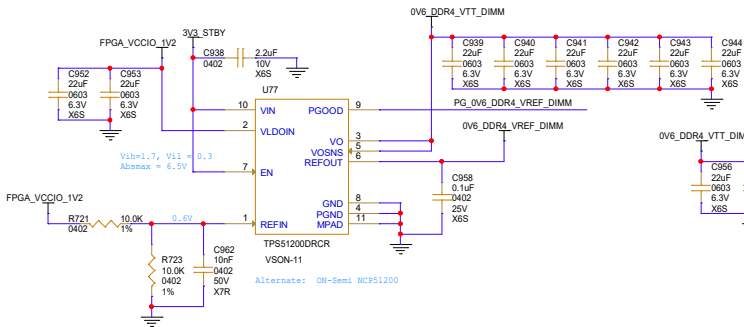 0V6_DDR4_VTT_DIMM
3V3_STBY
FPGA_VCCIO_1V2
C938
0402
2.2uF
10V
X6S
C939
22uF
0603
6.3V
X6S
C940
22uF
0603
6.3V
X6S
C941
22uF
0603
6.3V
X6S
C942
22uF
0603
6.3V
X6S
C943
22uF
0603
6.3V
X6S
C944
22uF
0603
6.3V
X6S
C952
22uF
0603
6.3V
X6S
C953
22uF
0603
6.3V
X6S
U77
10 VIN
PGOOD 9
PG_0V6_DDR4_VREF_DIMM
2 VLDOIN
0V6_DDR4_VREF_DIMM
VO 3
VOSNS 5
REFOUT 6
0V6_DDR4_VTT_DIM
Vih=1.7, Vil = 0.3
Absmax = 6.5V
7 EN
C958
0.1uF
0402
25V
X6S
C956
22uF
0603
6.3V
X6S
FPGA_VCCIO_1V2
GND 8
PGND 4
MPAD 11
R721
0402
10.0K
1%
0.6V
1 REFIN
TPS51200DRCR
VSON-11
R723
10.0K
0402
1%
C962
10nF
0402
50V
X7R
Alternate: ON-Semi NCP51200